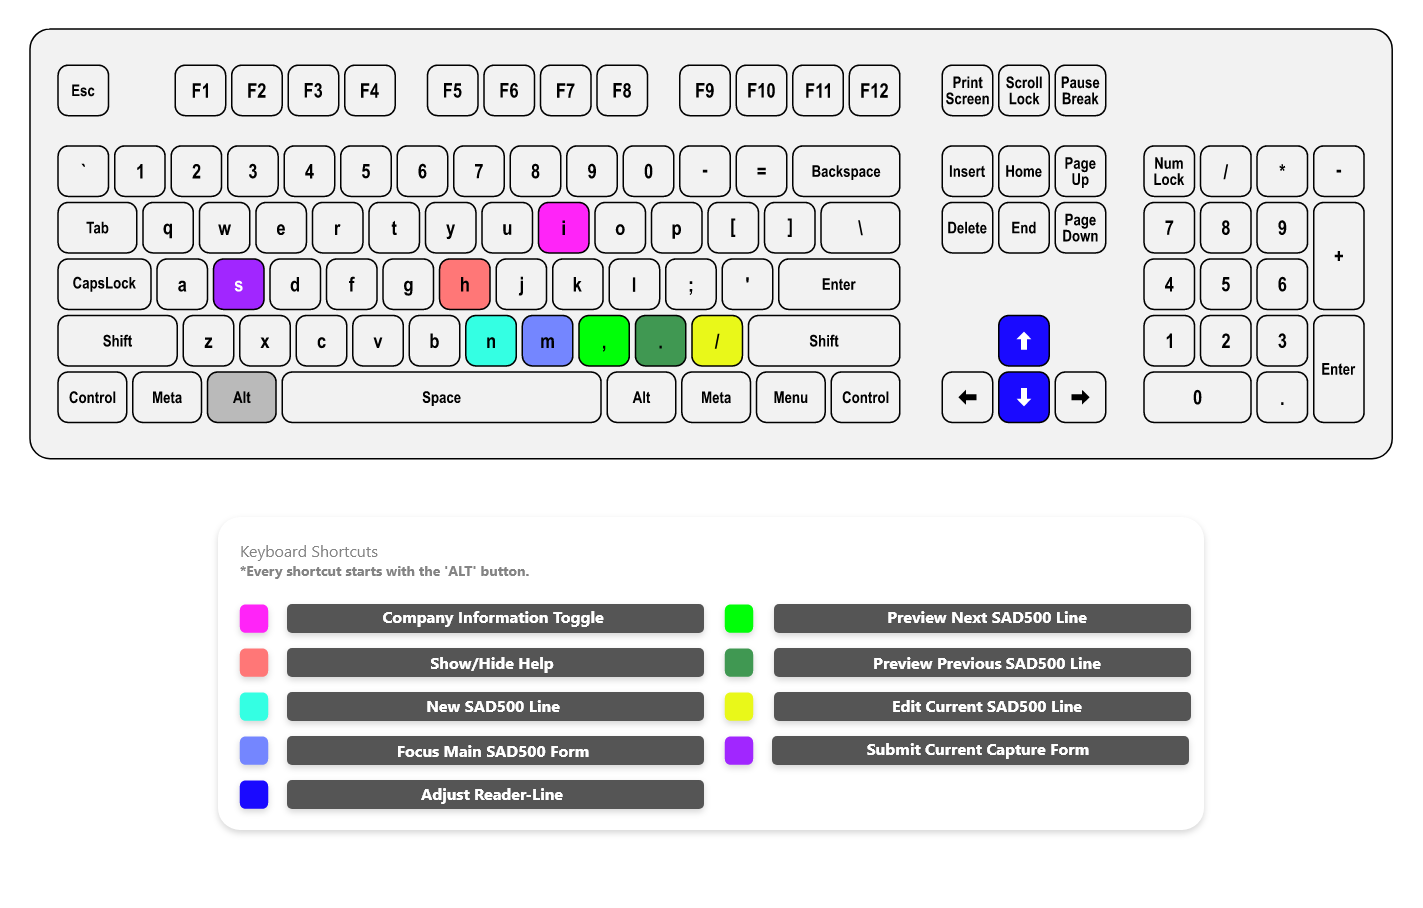 Esc F1 F2 F3 F4 F5 F6 F7 F8 F9 F10 F11 F12 Print Screen Scroll Lock Pause Break
` 1 2 3 4 5 6 7 8 9 0 - = Backspace Insert Home Page Up Num Lock / * -
Tab q w e r t y u i o p [ ] \ Delete End Page Down 7 8 9 +
CapsLock a s d f g h j k l ; ' Enter 4 5 6
Shift z x c v b n m , . / Shift 1 2 3 Enter
Control Meta Alt Space Alt Meta Menu Control 0 .
Keyboard Shortcuts
*Every shortcut starts with the 'ALT' button.
Company Information Toggle
Show/Hide Help
New SAD500 Line
Focus Main SAD500 Form
Adjust Reader-Line
Preview Next SAD500 Line
Preview Previous SAD500 Line
Edit Current SAD500 Line
Submit Current Capture Form